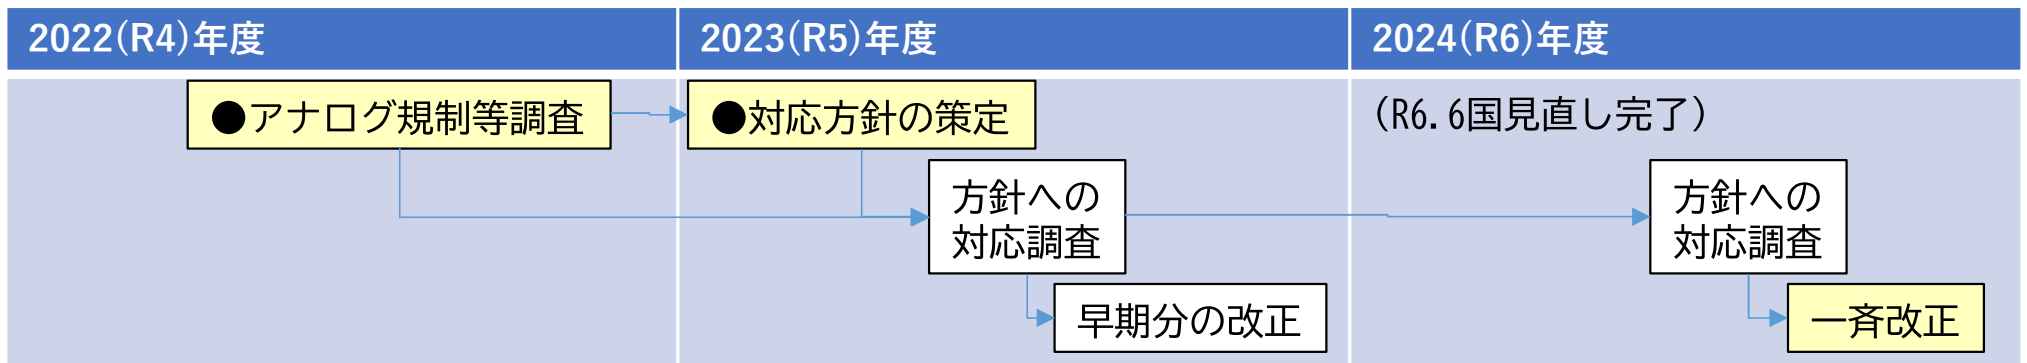 2022(R4)年度
2023(R5)年度
2024(R6)年度
●アナログ規制等調査
●対応方針の策定
（R6.6国見直し完了）
方針への
対応調査
方針への
対応調査
早期分の改正
一斉改正